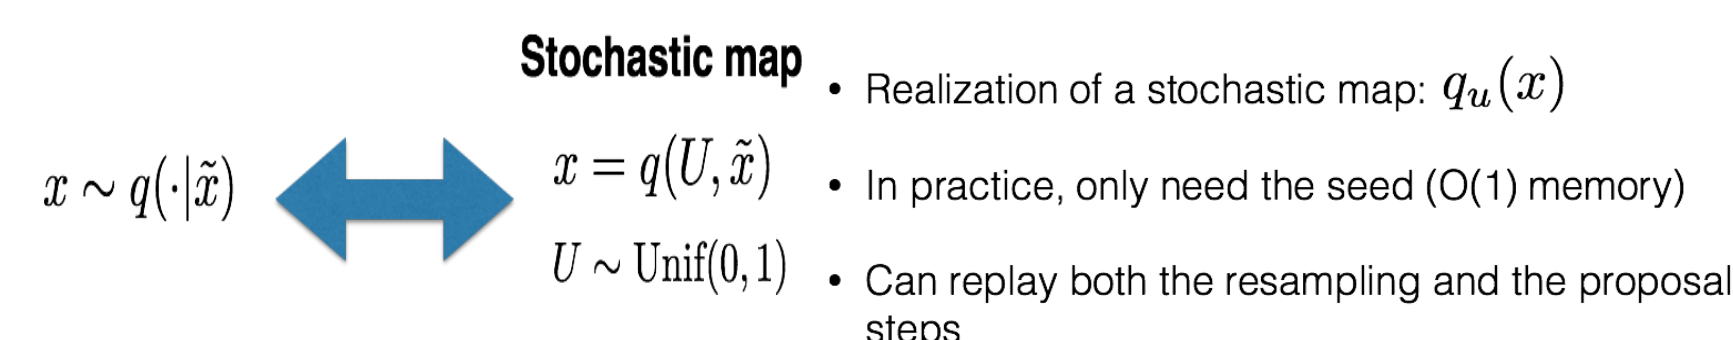 Stochastic map
x ∼ q(·|x̃)
x = q(U, x̃)
U ∼ Unif(0, 1)
• Realization of a stochastic map: qᵤ(x)
• In practice, only need the seed (O(1) memory)
• Can replay both the resampling and the proposal
steps